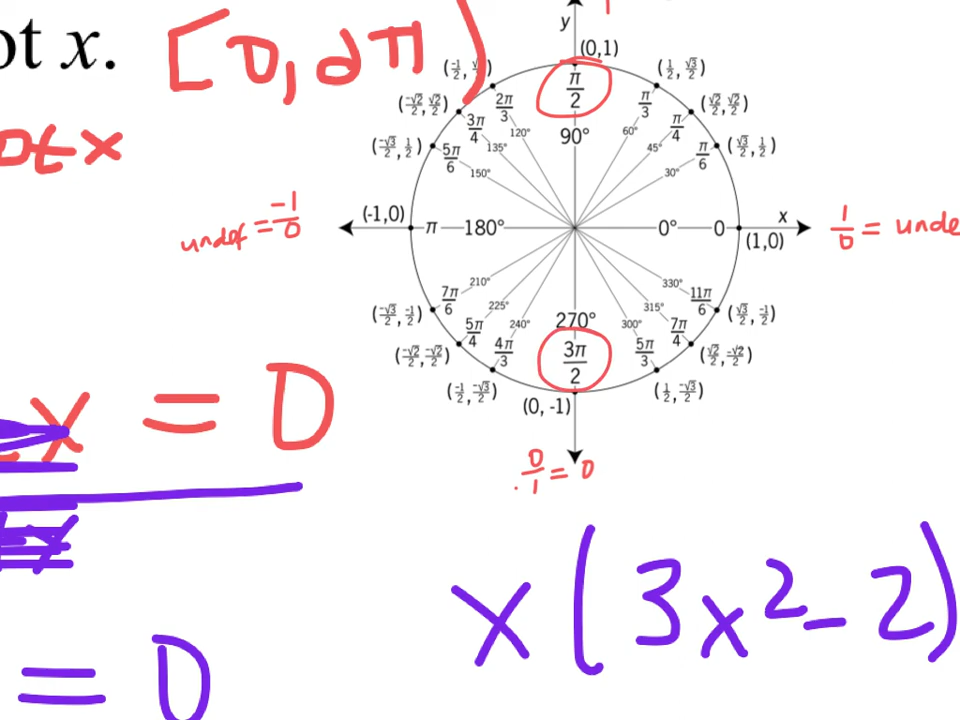 ot x. [0, 2π)
y
(0,1)
(-1/2, √ (1/2, √3/2)
π/2
2π/3 π/3
(-√2/2, √2/2) (√2/2, √2/2)
3π/4 120° 90° 60° π/4
ot x (-√3/2, 1/2) 5π/6 135° 45° π/6 (√3/2, 1/2)
150° 30°
(-1,0) x
undef = -1/0 π 180° 0° 0 1/0 = unde
(1,0)
210° 330°
7π/6 225° 315° 11π/6
(-√3/2, -1/2) 240° 270° 300° (√3/2, -1/2)
5π/4 7π/4
(-√2/2, -√2/2) 4π/3 3π/2 5π/3 (√2/2, -√2/2)
(-1/2, -√3/2) (1/2, -√3/2)
x = 0 (0, -1)
0/1 = 0
x(3x²-2)
= 0